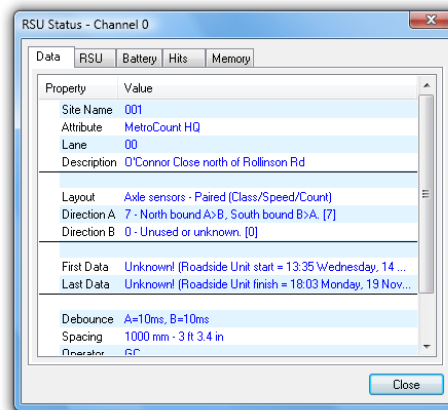 RSU Status - Channel 0
Data RSU Battery Hits Memory
Property Value
Site Name 001
Attribute MetroCount HQ
Lane 00
Description O'Connor Close north of Rollinson Rd
Layout Axle sensors - Paired (Class/Speed/Count)
Direction A 7 - North bound A>B, South bound B>A. [7]
Direction B 0 - Unused or unknown. [0]
First Data Unknown! (Roadside Unit start = 13:35 Wednesday, 14 ...
Last Data Unknown! (Roadside Unit finish = 18:03 Monday, 19 Nov...
Debounce A=10ms, B=10ms
Spacing 1000 mm - 3 ft 3.4 in
Operator GC
Close